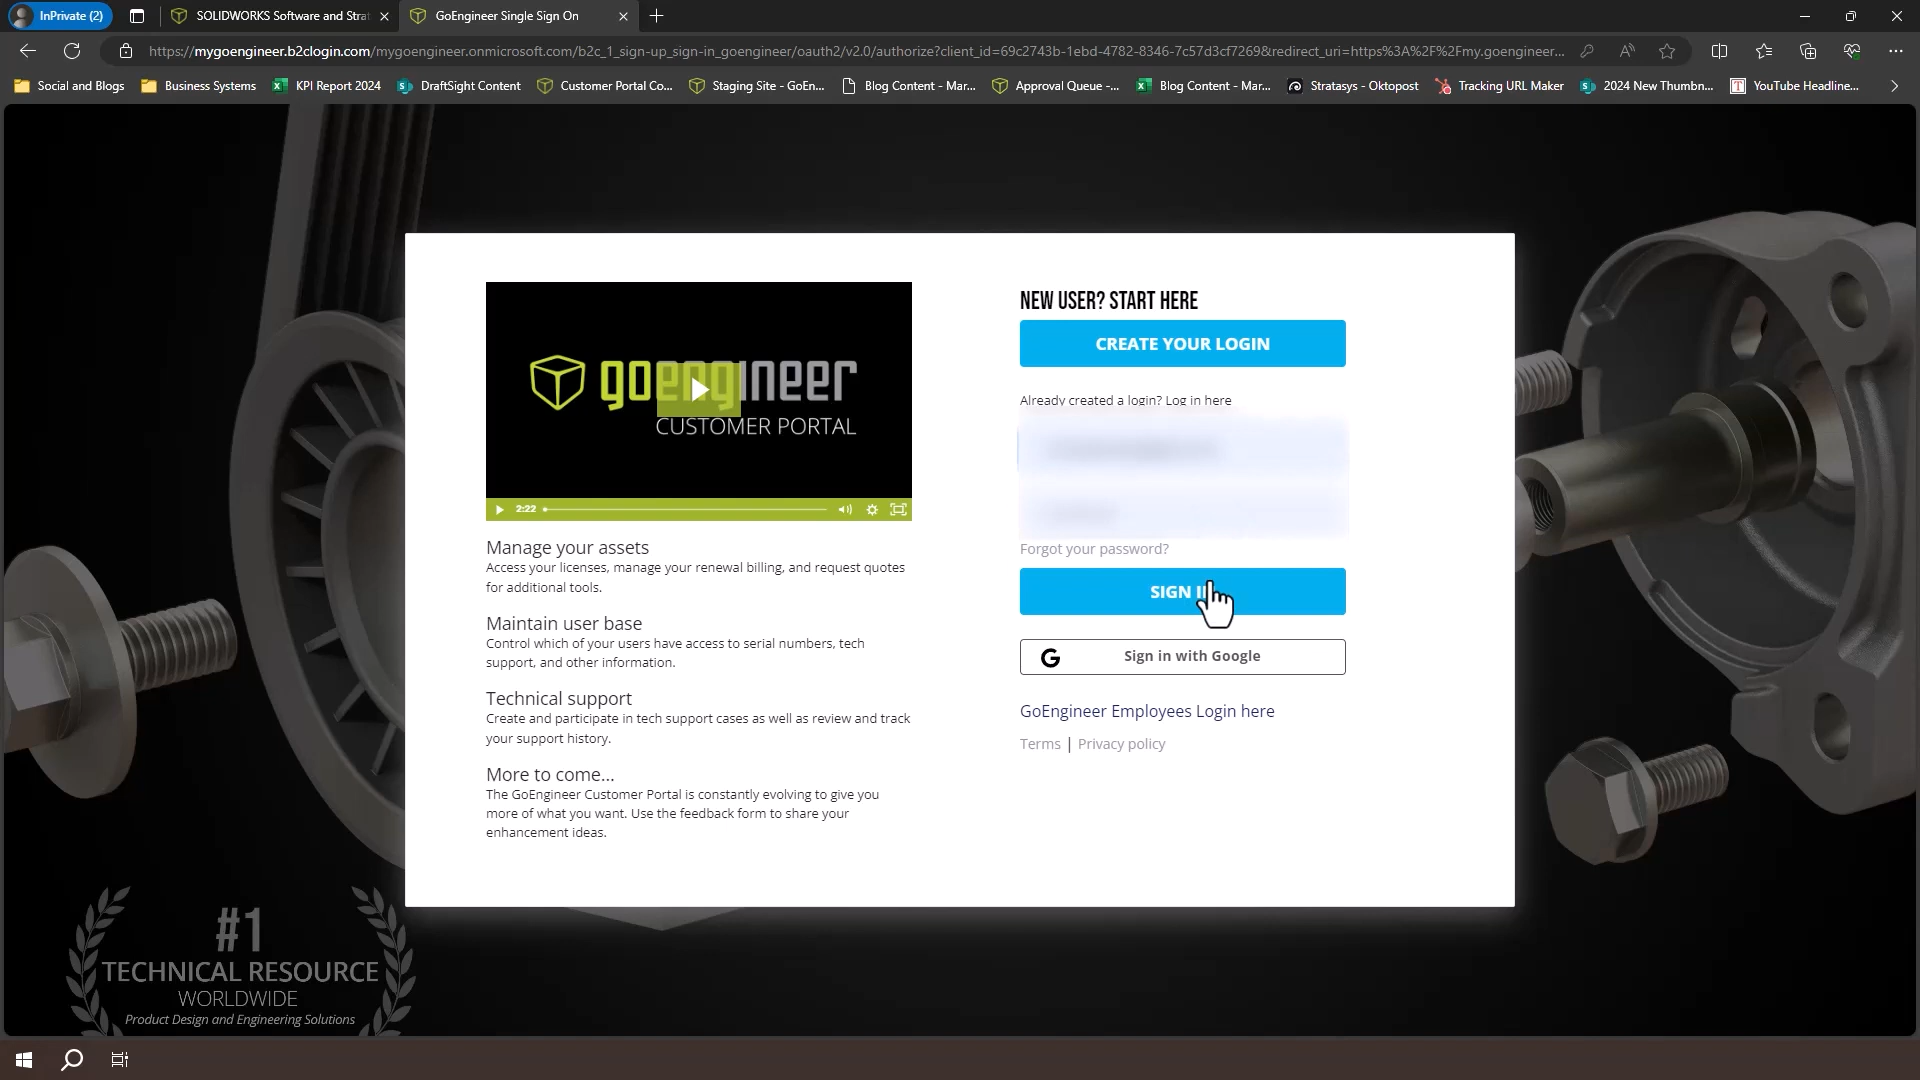 InPrivate (2)
SOLIDWORKS Software and Strat
GoEngineer Single Sign On
https://mygoengineer.b2clogin.com/mygoengineer.onmicrosoft.com/b2c_1_sign-up_sign-in_goengineer/oauth2/v2.0/authorize?client_id=69c2743b-1ebd-4782-8346-7c57d3cf7269&redirect_uri=https%3A%2F%2Fmy.goengineer...
Social and Blogs
Business Systems
KPI Report 2024
DraftSight Content
Customer Portal Co...
Staging Site - GoEn...
Blog Content - Mar...
Approval Queue -...
Blog Content - Mar...
Stratasys - Oktopost
Tracking URL Maker
2024 New Thumbn...
YouTube Headline...
goengineer
CUSTOMER PORTAL
2:22
Manage your assets
Access your licenses, manage your renewal billing, and request quotes
for additional tools.
Maintain user base
Control which of your users have access to serial numbers, tech
support, and other information.
Technical support
Create and participate in tech support cases as well as review and track
your support history.
More to come...
The GoEngineer Customer Portal is constantly evolving to give you
more of what you want. Use the feedback form to share your
enhancement ideas.
NEW USER? START HERE
CREATE YOUR LOGIN
Already created a login? Log in here
Forgot your password?
SIGN IN
Sign in with Google
GoEngineer Employees Login here
Terms | Privacy policy
#1
TECHNICAL RESOURCE
WORLDWIDE
Product Design and Engineering Solutions